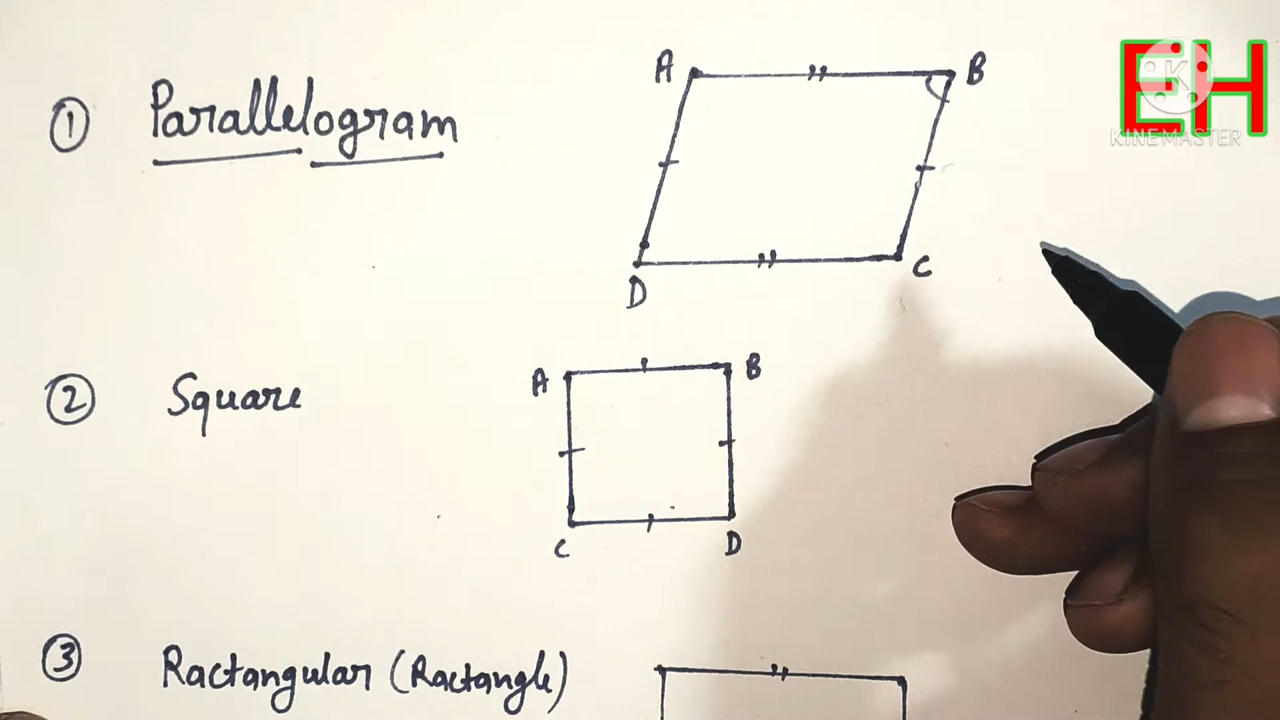 ① Parallelogram
A B
D C
② Square
A B
C D
③ Ractangular (Ractangle)
EH
K
KINEMASTER